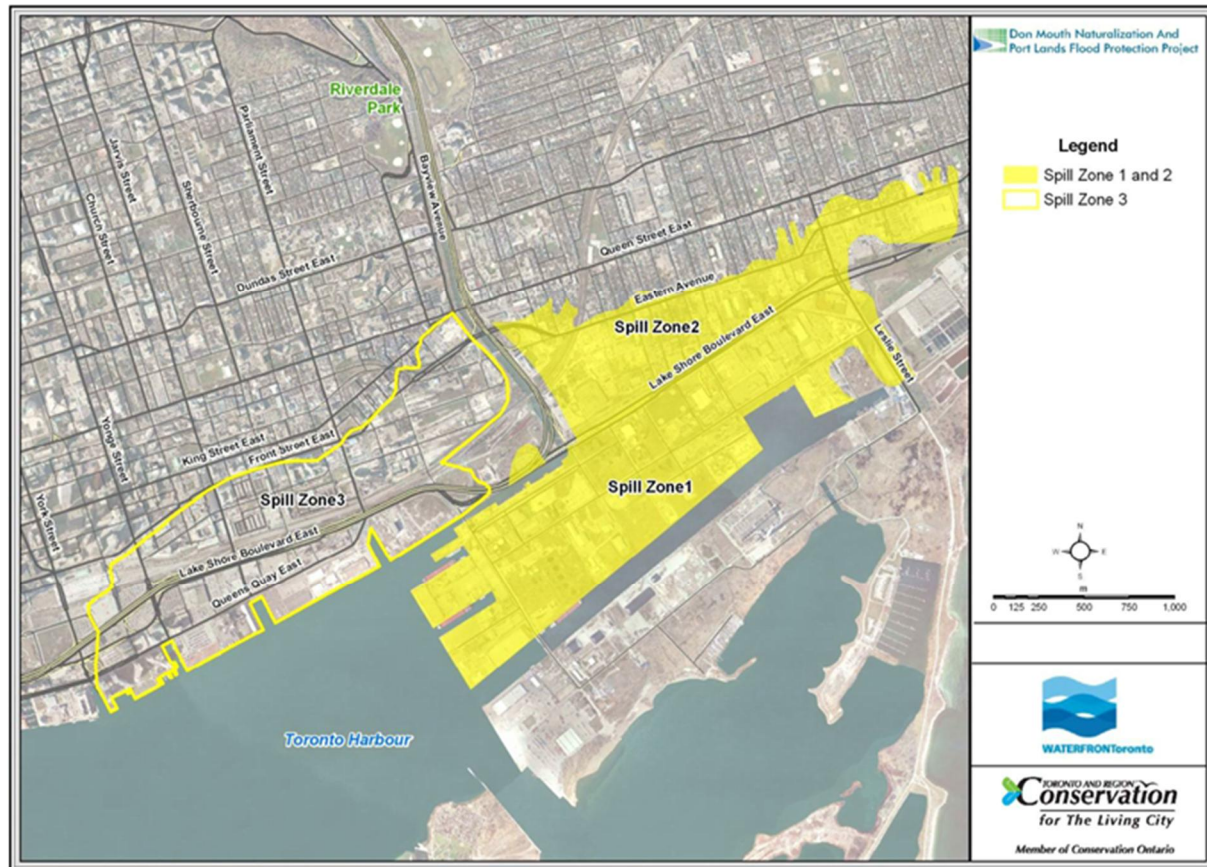 Riverdale
Park
Jarvis Street
Parliament Street
Church Street
Sherbourne Street
Bayview Avenue
Dundas Street East
Queen Street East
Eastern Avenue
Spill Zone2
Lake Shore Boulevard East
Leslie Street
Yonge Street
York Street
King Street East
Front Street East
Spill Zone3
Spill Zone1
Lake Shore Boulevard East
Queens Quay East
Toronto Harbour
Don Mouth Naturalization And
Port Lands Flood Protection Project
Legend
Spill Zone 1 and 2
Spill Zone 3
N
W E
S
m
0 125 250 500 750 1,000
WATERFRONToronto
TORONTO AND REGION
Conservation
for The Living City
Member of Conservation Ontario